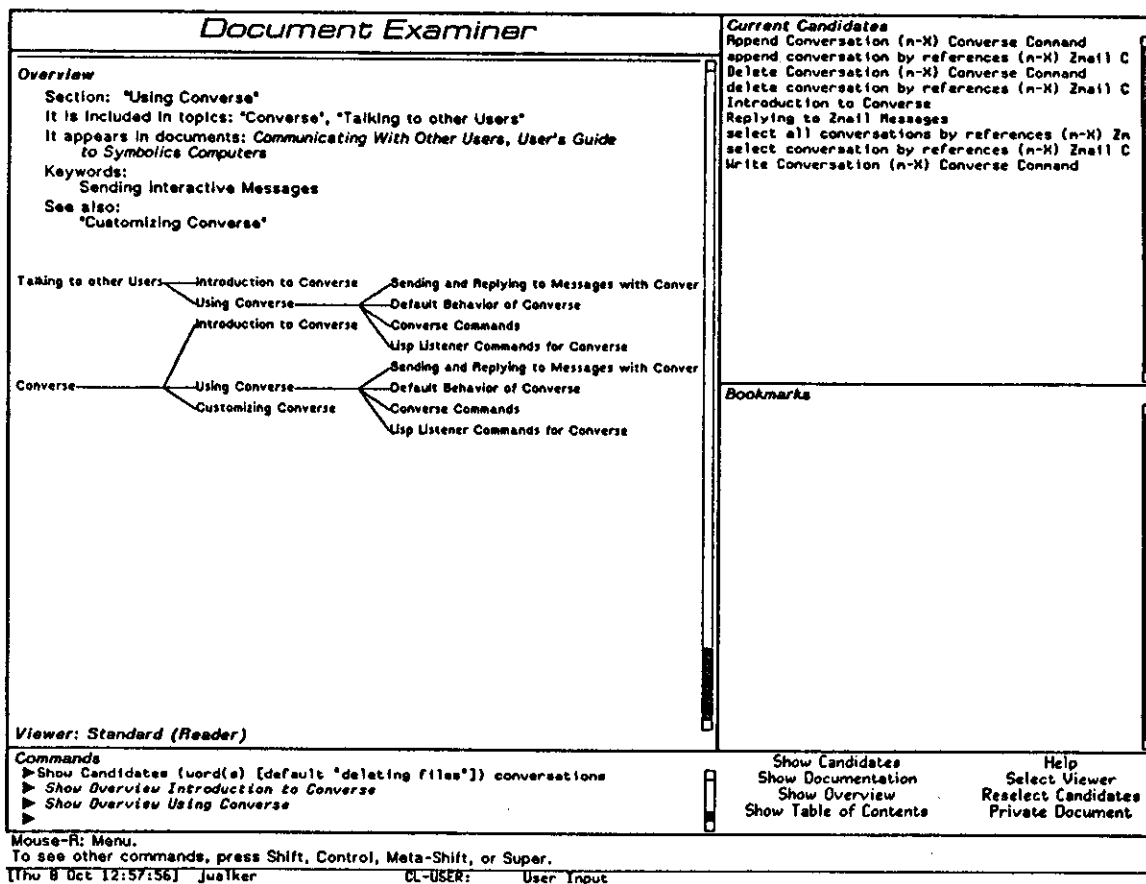 Document Examiner
Overview
Section: "Using Converse"
It is included in topics: "Converse", "Talking to other Users"
It appears in documents: Communicating With Other Users, User's Guide
to Symbolics Computers
Keywords:
Sending Interactive Messages
See also:
"Customizing Converse"
Talking to other Users Introduction to Converse Sending and Replying to Messages with Conver
Using Converse Default Behavior of Converse
Introduction to Converse Converse Commands
Lisp Listener Commands for Converse
Sending and Replying to Messages with Conver
Converse Using Converse Default Behavior of Converse
Customizing Converse Converse Commands
Lisp Listener Commands for Converse
Viewer: Standard (Reader)
Current Candidates
Append Conversation (m-X) Converse Command
append conversation by references (m-X) Zmail C
Delete Conversation (m-X) Converse Command
delete conversation by references (m-X) Zmail C
Introduction to Converse
Replying to Zmail Messages
select all conversations by references (m-X) Zm
select conversation by references (m-X) Zmail C
Write Conversation (m-X) Converse Command
Bookmarks
Commands
Show Candidates (word(s) [default "deleting files"]) conversations
Show Overview Introduction to Converse
Show Overview Using Converse
Show Candidates Help
Show Documentation Select Viewer
Show Overview Reselect Candidates
Show Table of Contents Private Document
Mouse-R: Menu.
To see other commands, press Shift, Control, Meta-Shift, or Super.
[Thu 8 Oct 12:57:56] jwalker CL-USER: User Input